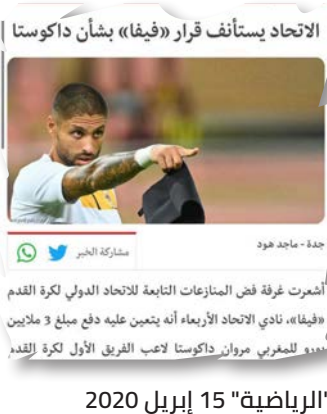 الاتحاد يستأنف قرار «فيفا» بشأن داكوستا
جدة - ماجد هود
مشاركة الخبر
أشعرت غرفة فض المنازعات التابعة للاتحاد الدولي لكرة القدم
«فيفا»، نادي الاتحاد الأربعاء أنه يتعين عليه دفع مبلغ 3 ملايين
يورو للمغربي مروان داكوستا لاعب الفريق الأول لكرة القدم
"الرياضية" 15 إبريل 2020